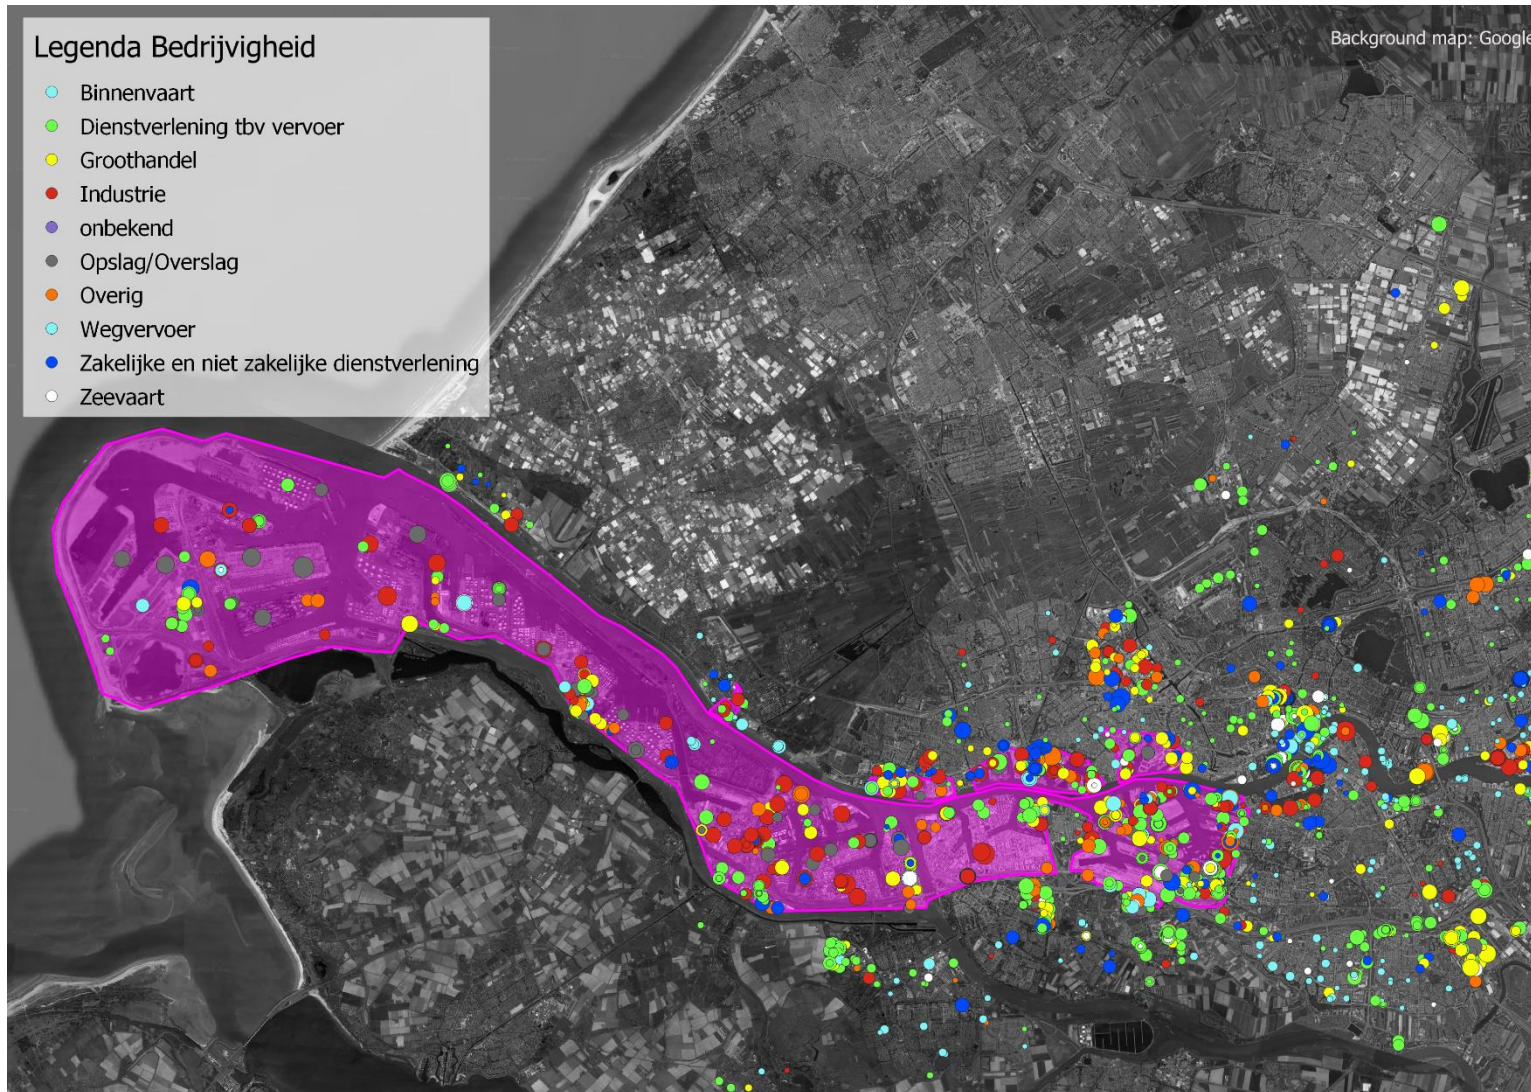 Legenda Bedrijvigheid
Binnenvaart
Dienstverlening tbv vervoer
Groothandel
Industrie
onbekend
Opslag/Overslag
Overig
Wegvervoer
Zakelijke en niet zakelijke dienstverlening
Zeevaart
Background map: Google